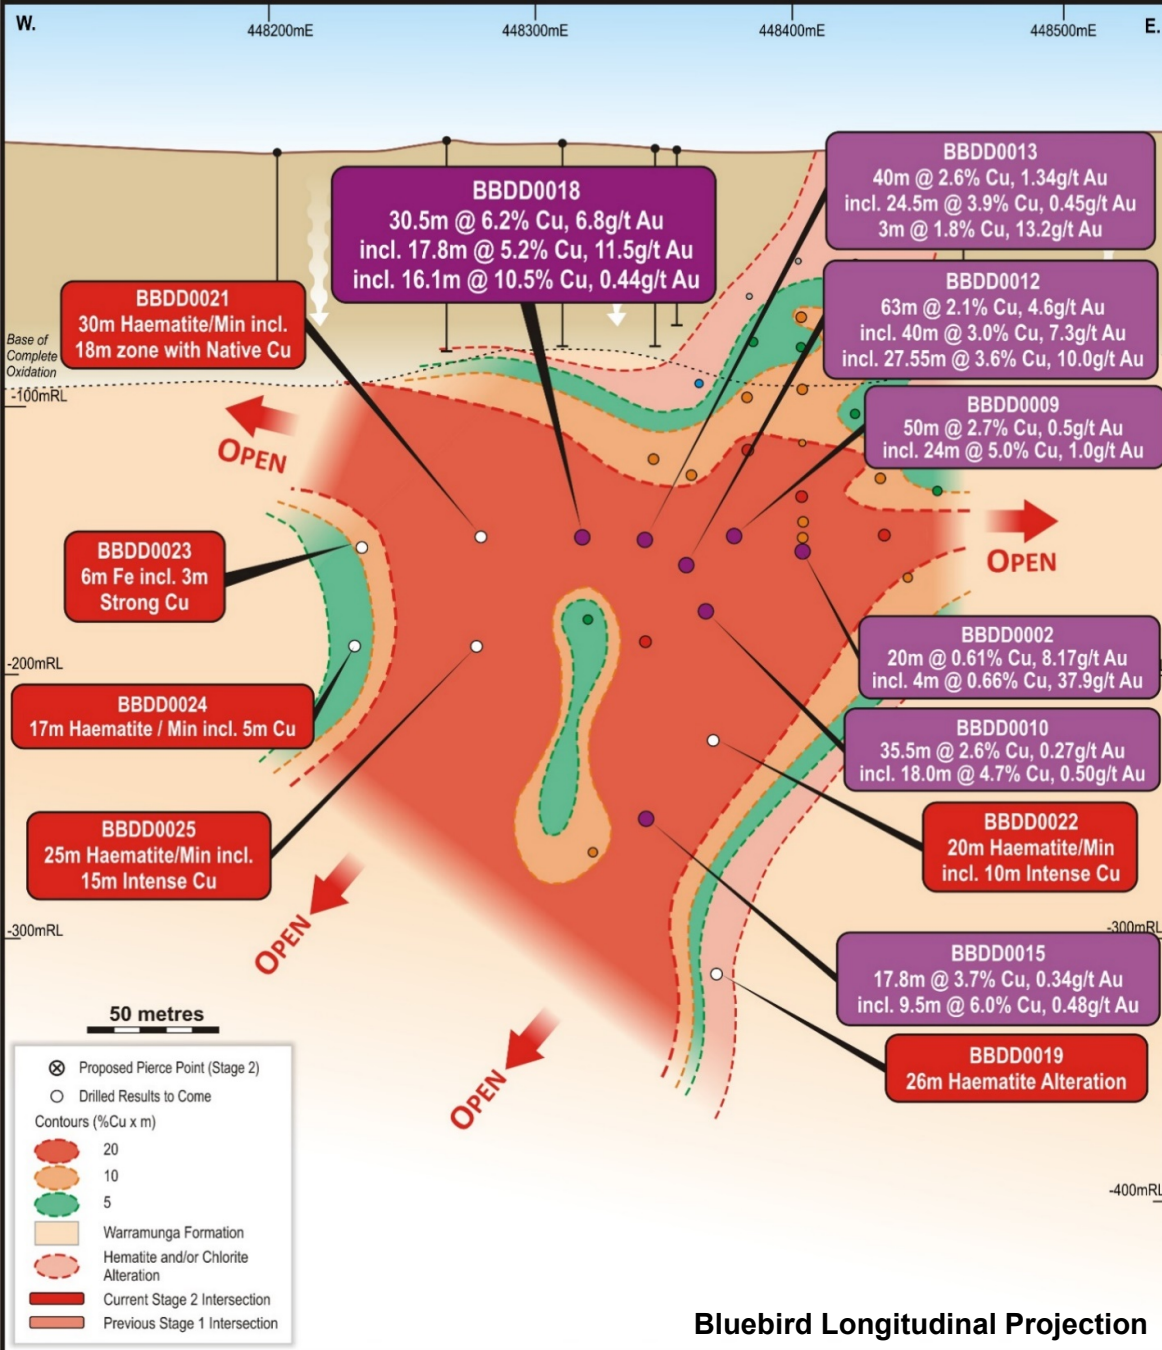 W.
448200mE
448300mE
448400mE
448500mE
E.
BBDD0013
40m @ 2.6% Cu, 1.34g/t Au
incl. 24.5m @ 3.9% Cu, 0.45g/t Au
3m @ 1.8% Cu, 13.2g/t Au
BBDD0018
30.5m @ 6.2% Cu, 6.8g/t Au
incl. 17.8m @ 5.2% Cu, 11.5g/t Au
incl. 16.1m @ 10.5% Cu, 0.44g/t Au
BBDD0012
63m @ 2.1% Cu, 4.6g/t Au
incl. 40m @ 3.0% Cu, 7.3g/t Au
incl. 27.55m @ 3.6% Cu, 10.0g/t Au
BBDD0021
30m Haematite/Min incl.
18m zone with Native Cu
Base of
Complete
Oxidation
-100mRL
BBDD0009
50m @ 2.7% Cu, 0.5g/t Au
incl. 24m @ 5.0% Cu, 1.0g/t Au
OPEN
OPEN
BBDD0023
6m Fe incl. 3m
Strong Cu
BBDD0002
20m @ 0.61% Cu, 8.17g/t Au
incl. 4m @ 0.66% Cu, 37.9g/t Au
-200mRL
BBDD0024
17m Haematite / Min incl. 5m Cu
BBDD0010
35.5m @ 2.6% Cu, 0.27g/t Au
incl. 18.0m @ 4.7% Cu, 0.50g/t Au
BBDD0025
25m Haematite/Min incl.
15m Intense Cu
BBDD0022
20m Haematite/Min
incl. 10m Intense Cu
OPEN
-300mRL
-300mRL
BBDD0015
17.8m @ 3.7% Cu, 0.34g/t Au
incl. 9.5m @ 6.0% Cu, 0.48g/t Au
50 metres
BBDD0019
26m Haematite Alteration
OPEN
Proposed Pierce Point (Stage 2)
Drilled Results to Come
Contours (%Cu x m)
20
10
5
Warramunga Formation
Hematite and/or Chlorite
Alteration
Current Stage 2 Intersection
Previous Stage 1 Intersection
-400mRL
Bluebird Longitudinal Projection